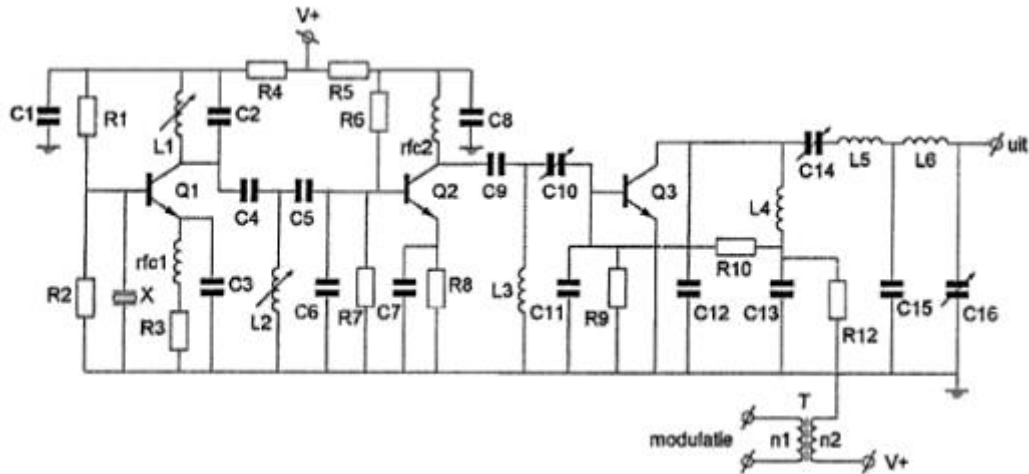 V+
C1
R1
L1
C2
R4
R5
R6
rfc2
C8
Q1
C4
C5
Q2
C9
C10
Q3
C14
L5
L6
uit
L4
R2
X
rfc1
R3
C3
L2
C6
R7
C7
R8
L3
C11
R9
R10
C12
C13
R12
C15
C16
T
modulatie
n1
n2
V+